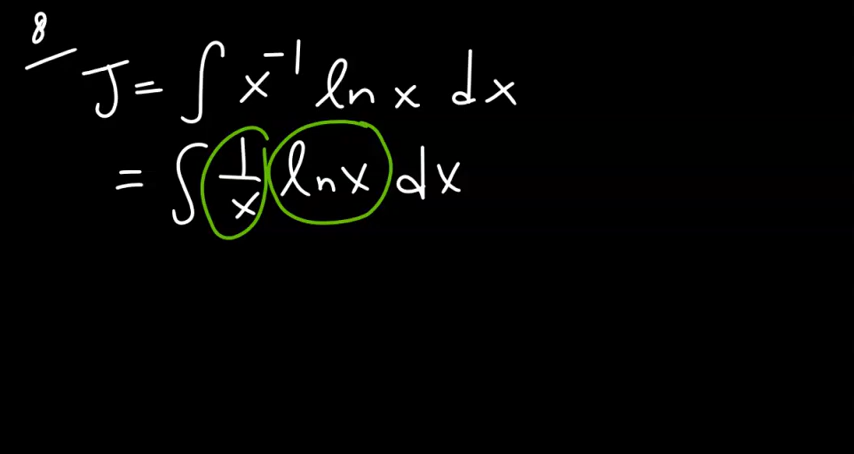 8
J = ∫ x⁻¹ ln x dx
= ∫ 1/x ln x dx